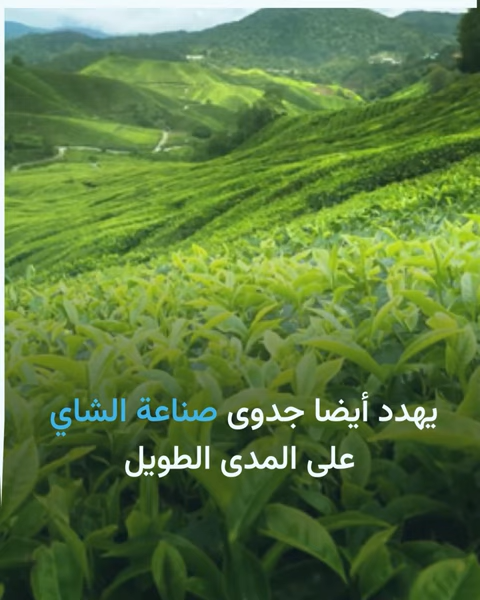 يهدد أيضا جدوى صناعة الشاي
على المدى الطويل